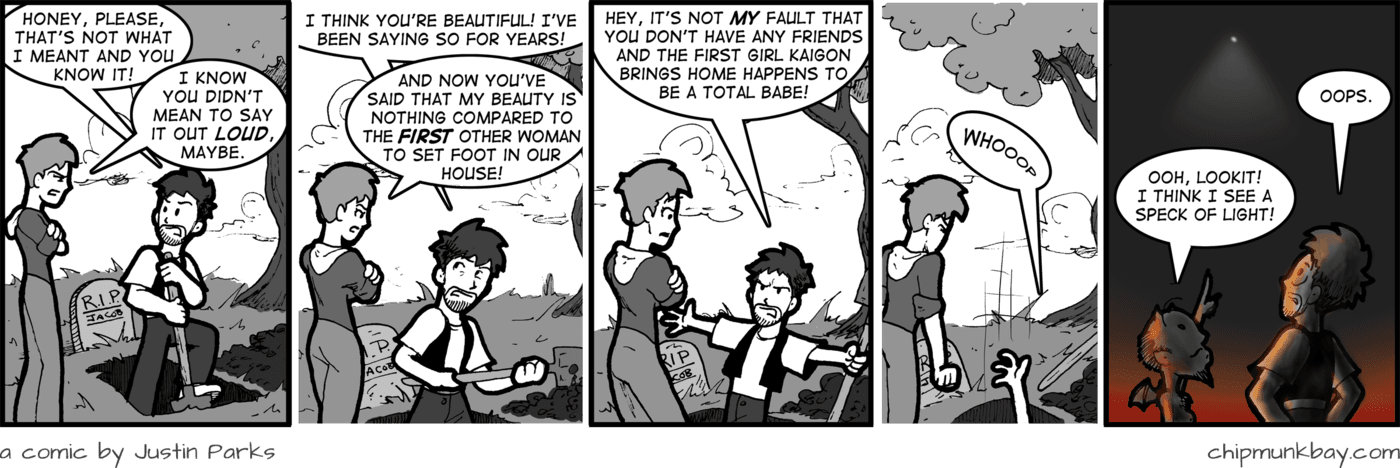 HONEY, PLEASE,
THAT'S NOT WHAT
I MEANT AND YOU
KNOW IT!
I KNOW
YOU DIDN'T
MEAN TO SAY
IT OUT LOUD,
MAYBE.
R.I.P.
JACOB
I THINK YOU'RE BEAUTIFUL! I'VE
BEEN SAYING SO FOR YEARS!
AND NOW YOU'VE
SAID THAT MY BEAUTY IS
NOTHING COMPARED TO
THE FIRST OTHER WOMAN
TO SET FOOT IN OUR
HOUSE!
IP.
JACOB
HEY, IT'S NOT MY FAULT THAT
YOU DON'T HAVE ANY FRIENDS
AND THE FIRST GIRL KAIGON
BRINGS HOME HAPPENS TO
BE A TOTAL BABE!
RIP
ACOB
WHOOOP
IP
COB
OOPS.
OOH, LOOKIT!
I THINK I SEE A
SPECK OF LIGHT!
a comic by Justin Parks
chipmunkbay.com